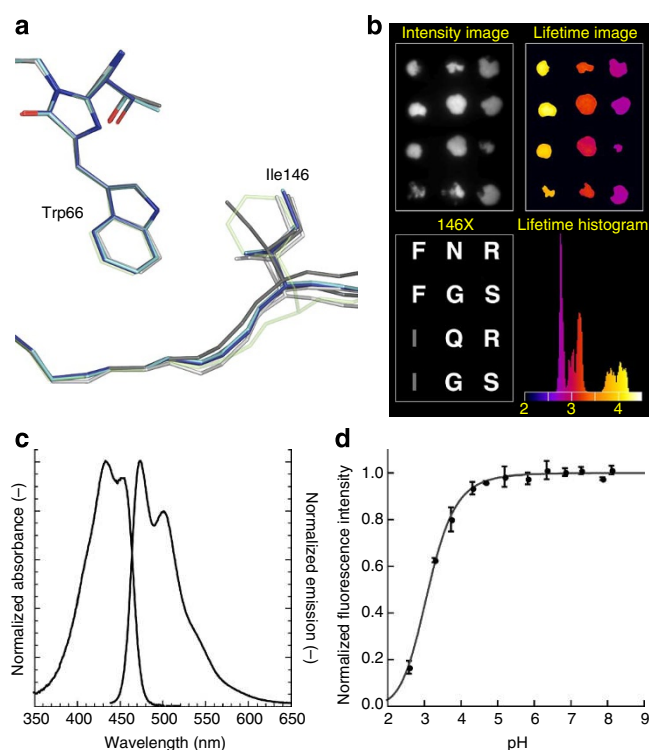 a
Trp66
Ile146
b
Intensity image
Lifetime image
146X
F N R
F G S
I Q R
I G S
Lifetime histogram
2 3 4
c
Normalized absorbance (–)
Normalized emission (–)
350 400 450 500 550 600 650
Wavelength (nm)
d
Normalized fluorescence intensity
1.0
0.8
0.6
0.4
0.2
0.0
2 3 4 5 6 7 8 9
pH